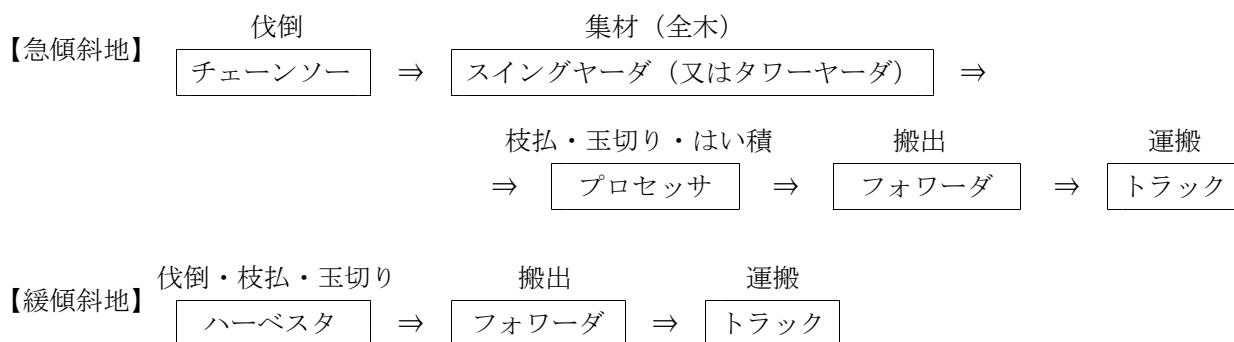 伐倒 集材（全木）
【急傾斜地】 チェーンソー ⇒ スイングヤーダ（又はタワーヤーダ） ⇒
枝払・玉切り・はい積 搬出 運搬
⇒ プロセッサ ⇒ フォワーダ ⇒ トラック
伐倒・枝払・玉切り 搬出 運搬
【緩傾斜地】 ハーベスタ ⇒ フォワーダ ⇒ トラック